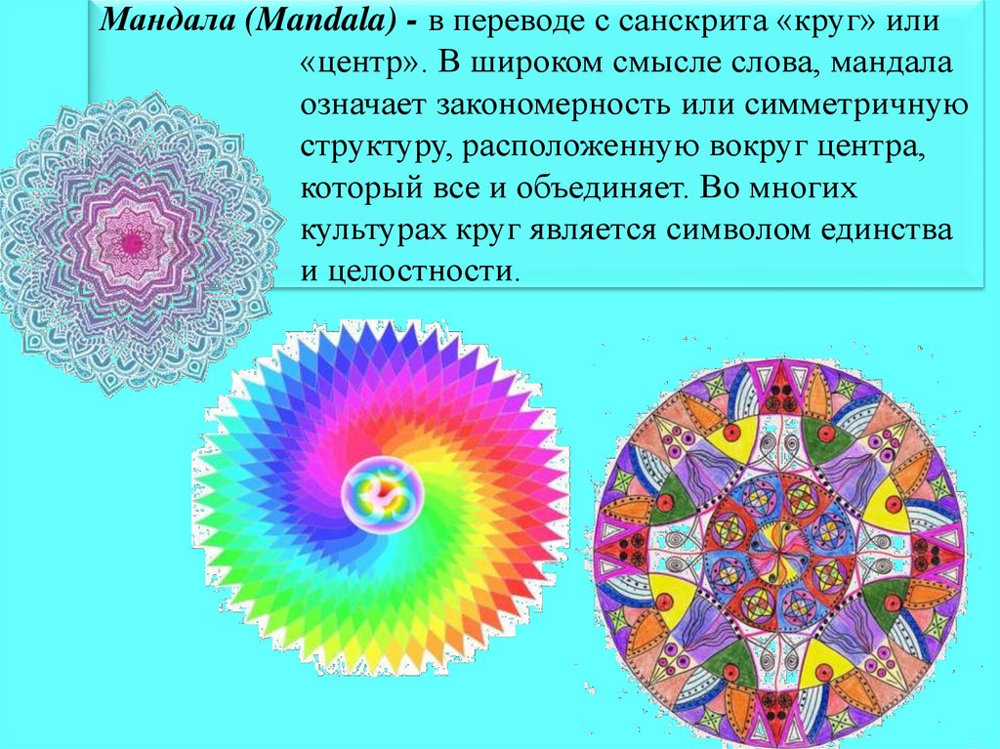 Мандала (Mandala) - в переводе с санскрита «круг» или
«центр». В широком смысле слова, мандала
означает закономерность или симметричную
структуру, расположенную вокруг центра,
который все и объединяет. Во многих
культурах круг является символом единства
и целостности.